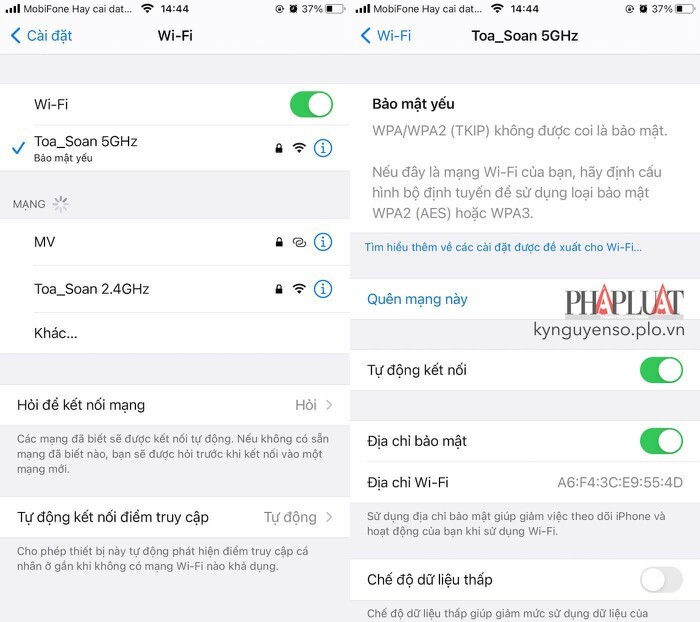 MobiFone Hay cai dat... 14:44 37%
Cài đặt Wi-Fi
Wi-Fi
Toa_Soan 5GHz
Bảo mật yếu
MẠNG
MV
Toa_Soan 2.4GHz
Khác...
Hỏi để kết nối mạng Hỏi
Các mạng đã biết sẽ được kết nối tự động. Nếu không có sẵn
mạng đã biết nào, bạn sẽ được hỏi trước khi kết nối vào một
mạng mới.
Tự động kết nối điểm truy cập Tự động
Cho phép thiết bị này tự động phát hiện điểm truy cập cá
nhân ở gần khi không có mạng Wi-Fi nào khả dụng.
MobiFone Hay cai dat... 14:44 37%
Wi-Fi Toa_Soan 5GHz
Bảo mật yếu
WPA/WPA2 (TKIP) không được coi là bảo mật.
Nếu đây là mạng Wi-Fi của bạn, hãy định cấu
hình bộ định tuyến để sử dụng loại bảo mật
WPA2 (AES) hoặc WPA3.
Tìm hiểu thêm về các cài đặt được đề xuất cho Wi-Fi...
Quên mạng này
PHÁPLUẬT
kynguyenso.plo.vn
Tự động kết nối
Địa chỉ bảo mật
Địa chỉ Wi-Fi A6:F4:3C:E9:55:4D
Sử dụng địa chỉ bảo mật giúp giảm việc theo dõi iPhone và
hoạt động của bạn khi sử dụng Wi-Fi.
Chế độ dữ liệu thấp
Chế độ dữ liệu thấp giúp giảm mức sử dụng dữ liệu của